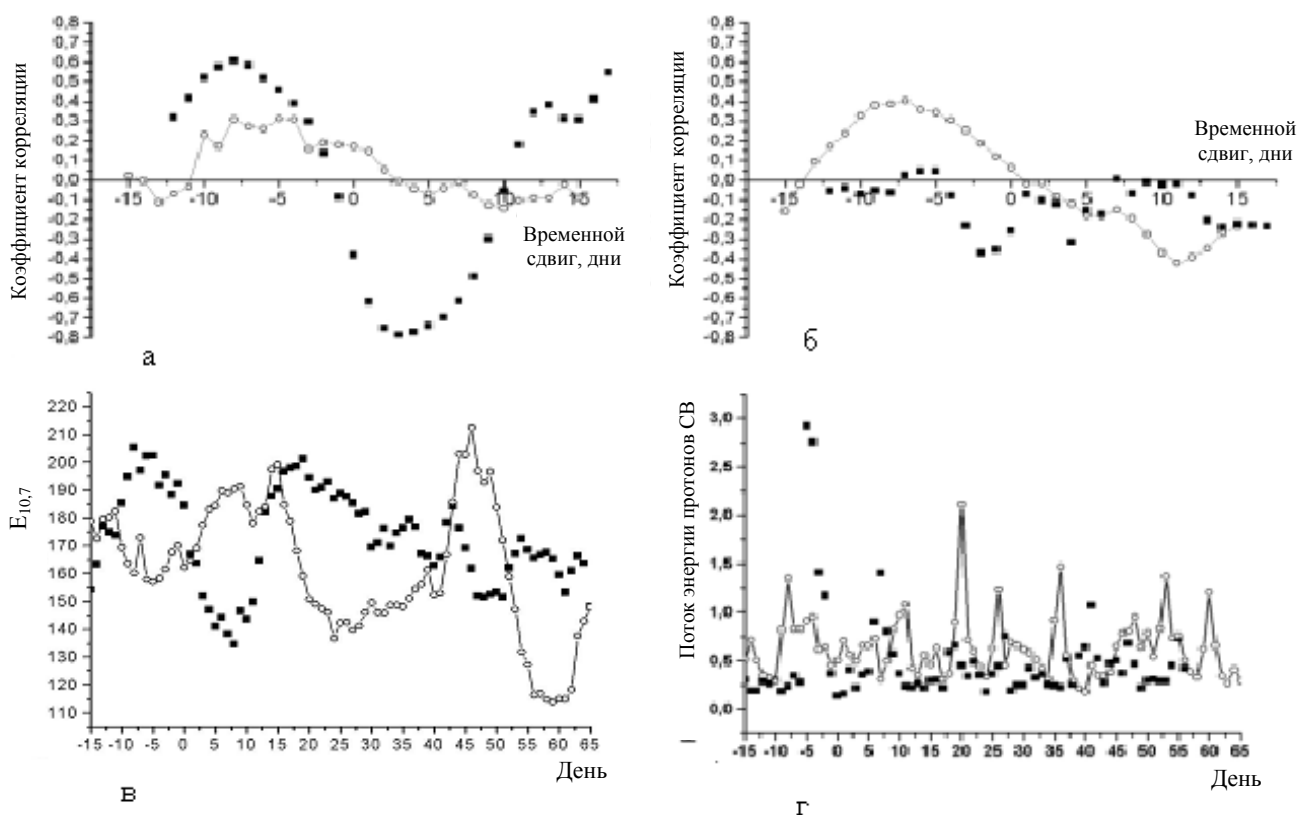 Коэффициент корреляции
0,8
0,7
0,6
0,5
0,4
0,3
0,2
0,1
0,0
-0,1
-0,2
-0,3
-0,4
-0,5
-0,6
-0,7
-0,8
-15 -10 -5 0 5 10 15
Временной
сдвиг, дни
а
Коэффициент корреляции
0,8
0,7
0,6
0,5
0,4
0,3
0,2
0,1
0,0
-0,1
-0,2
-0,3
-0,4
-0,5
-0,6
-0,7
-0,8
-15 -10 -5 0 5 10 15
Временной
сдвиг, дни
б
E10,7
220
210
200
190
180
170
160
150
140
130
120
110
-15 -10 -5 0 5 10 15 20 25 30 35 40 45 50 55 60 65
День
в
Поток энергии протонов СВ
3,0
2,5
2,0
1,5
1,0
0,5
0,0
-15 -10 -5 0 5 10 15 20 25 30 35 40 45 50 55 60 65
День
г